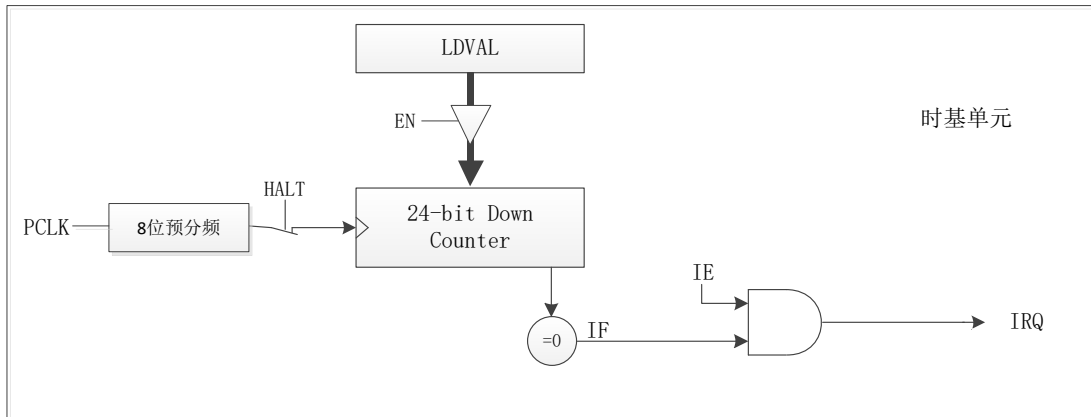 LDVAL
EN
时基单元
HALT
PCLK
8位预分频
24-bit Down
Counter
IE
=0
IF
IRQ